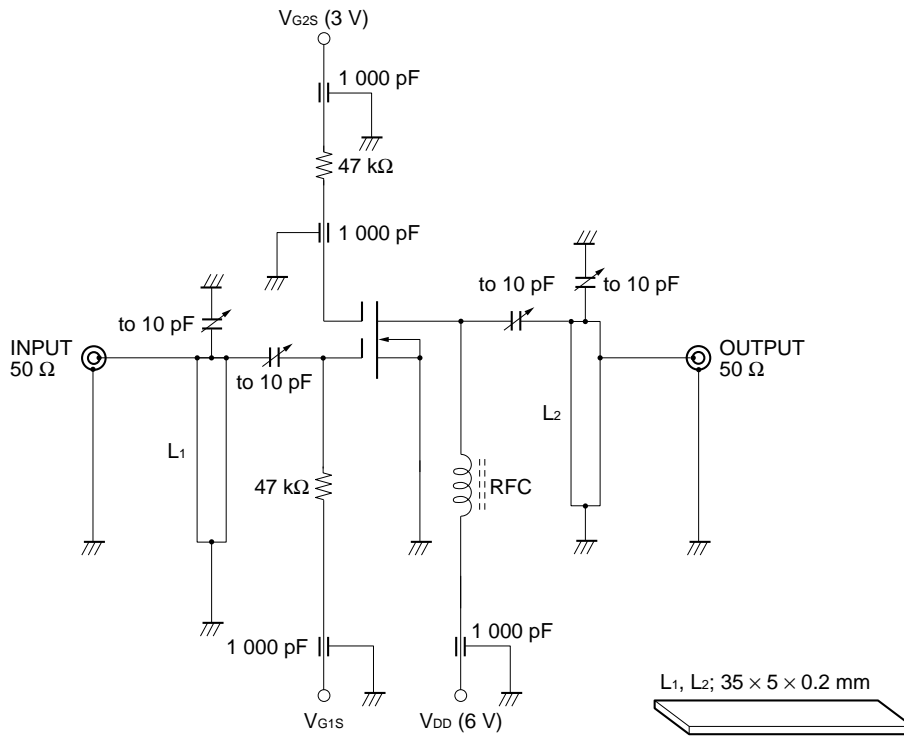 VG2S (3 V)
1 000 pF
47 kΩ
1 000 pF
to 10 pF
to 10 pF
to 10 pF
INPUT
50 Ω
to 10 pF
OUTPUT
50 Ω
L1
L2
47 kΩ
RFC
1 000 pF
1 000 pF
L1, L2; 35 × 5 × 0.2 mm
VG1S
VDD (6 V)